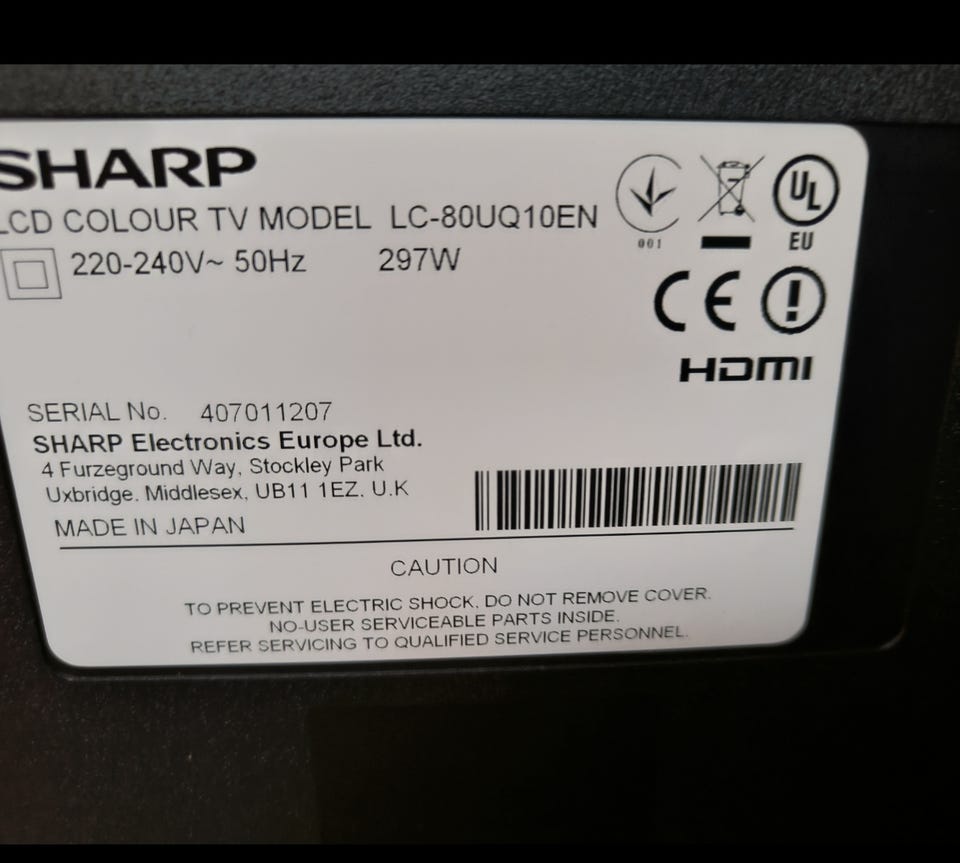 SHARP
LCD COLOUR TV MODEL LC-80UQ10EN
220-240V~ 50Hz 297W
001
UL
EU
CE
HDMI
SERIAL No. 407011207
SHARP Electronics Europe Ltd.
4 Furzeground Way, Stockley Park
Uxbridge. Middlesex, UB11 1EZ. U.K
MADE IN JAPAN
CAUTION
TO PREVENT ELECTRIC SHOCK, DO NOT REMOVE COVER.
NO-USER SERVICEABLE PARTS INSIDE.
REFER SERVICING TO QUALIFIED SERVICE PERSONNEL.